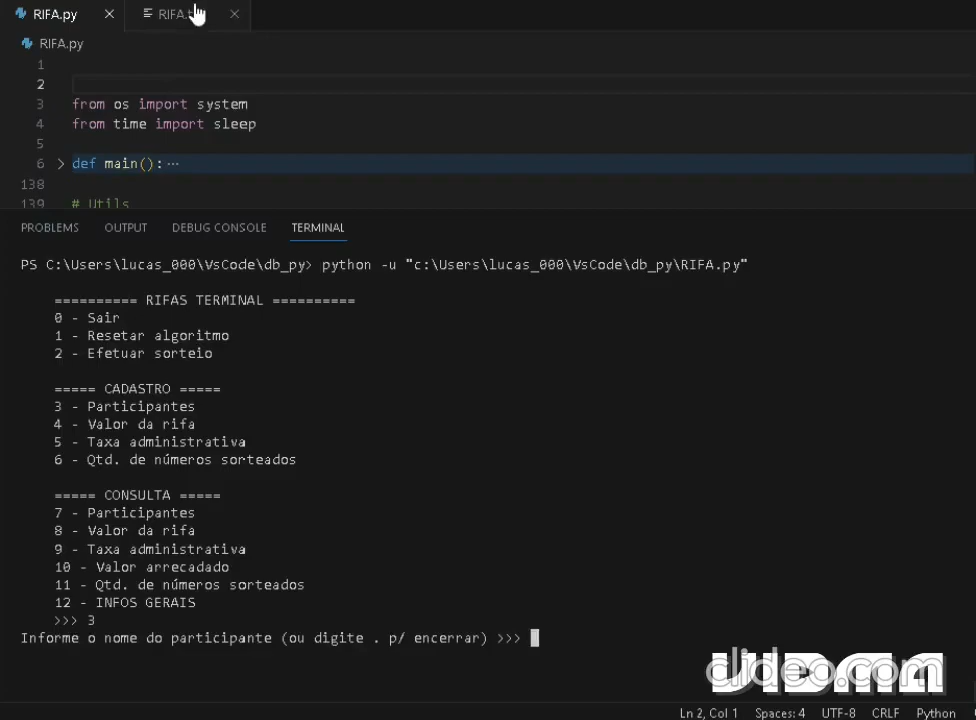 RIFA.py
RIFA.
RIFA.py
1
2
3 from os import system
4 from time import sleep
5
6 def main(): ...
138
139 # Utils
PROBLEMS OUTPUT DEBUG CONSOLE TERMINAL
PS C:\Users\lucas_000\VsCode\db_py> python -u "c:\Users\lucas_000\VsCode\db_py\RIFA.py"
========== RIFAS TERMINAL ==========
0 - Sair
1 - Resetar algoritmo
2 - Efetuar sorteio
===== CADASTRO =====
3 - Participantes
4 - Valor da rifa
5 - Taxa administrativa
6 - Qtd. de números sorteados
===== CONSULTA =====
7 - Participantes
8 - Valor da rifa
9 - Taxa administrativa
10 - Valor arrecadado
11 - Qtd. de números sorteados
12 - INFOS GERAIS
>>> 3
Informe o nome do participante (ou digite . p/ encerrar) >>>
clideo.com
Ln 2, Col 1 Spaces: 4 UTF-8 CRLF Python